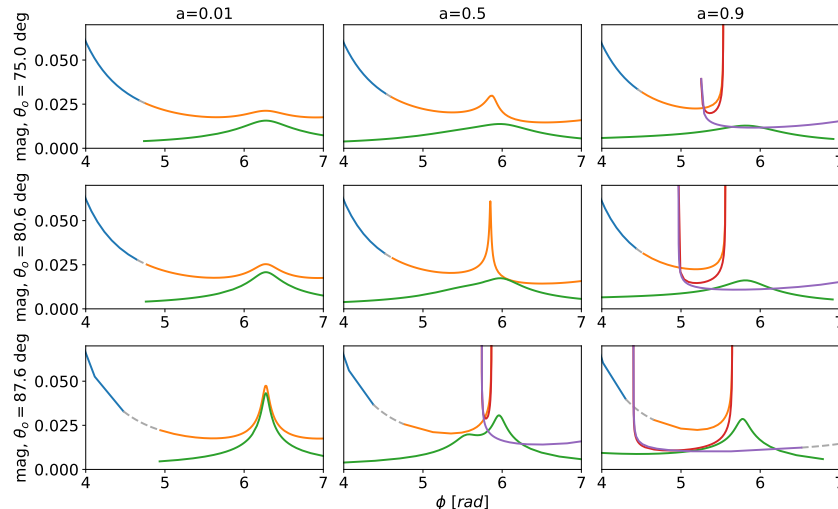 a=0.01 a=0.5 a=0.9
mag, θₒ = 75.0 deg
0.050
0.025
0.000
4 5 6 7 4 5 6 7 4 5 6 7
mag, θₒ = 80.6 deg
0.050
0.025
0.000
4 5 6 7 4 5 6 7 4 5 6 7
mag, θₒ = 87.6 deg
0.050
0.025
0.000
4 5 6 7 4 5 6 7 4 5 6 7
ϕ [rad]